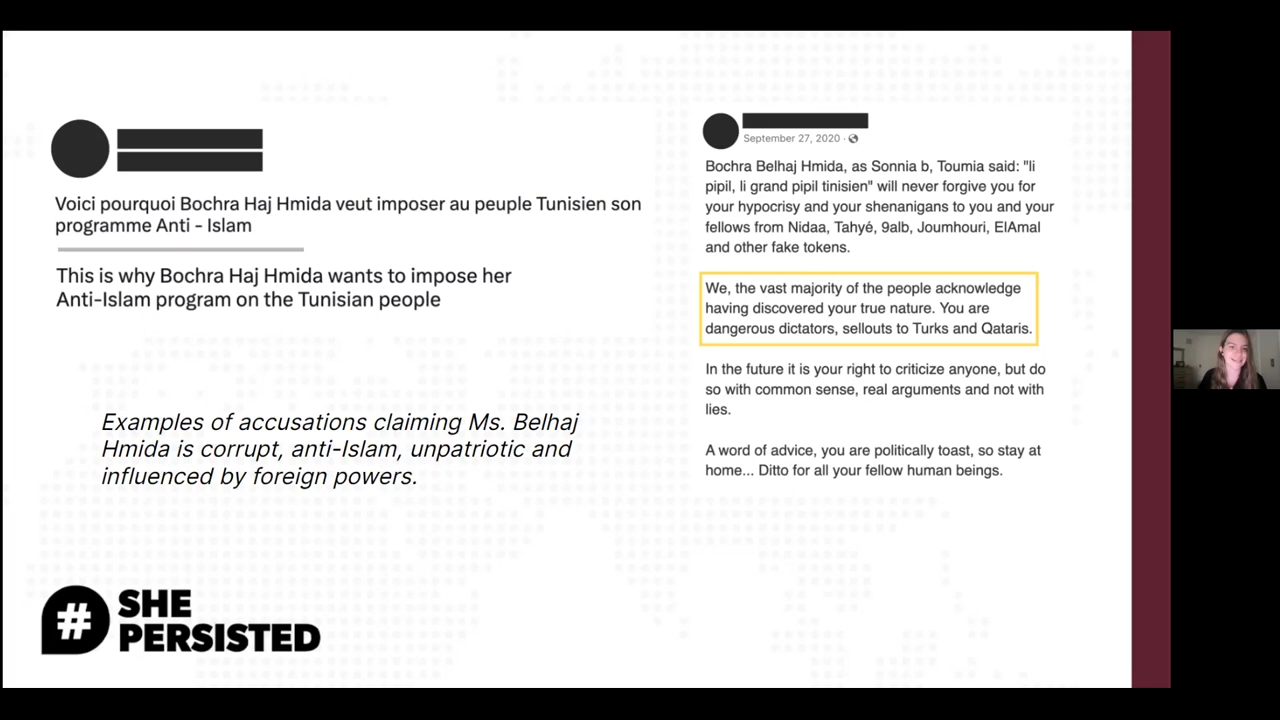 Voici pourquoi Bochra Haj Hmida veut imposer au peuple Tunisien son
programme Anti - Islam
This is why Bochra Haj Hmida wants to impose her
Anti-Islam program on the Tunisian people
Examples of accusations claiming Ms. Belhaj
Hmida is corrupt, anti-Islam, unpatriotic and
influenced by foreign powers.
# SHE
PERSISTED
September 27, 2020 ·
Bochra Belhaj Hmida, as Sonnia b, Toumia said: "li
pipil, li grand pipil tinisien" will never forgive you for
your hypocrisy and your shenanigans to you and your
fellows from Nidaa, Tahyé, 9alb, Joumhouri, ElAmal
and other fake tokens.
We, the vast majority of the people acknowledge
having discovered your true nature. You are
dangerous dictators, sellouts to Turks and Qataris.
In the future it is your right to criticize anyone, but do
so with common sense, real arguments and not with
lies.
A word of advice, you are politically toast, so stay at
home... Ditto for all your fellow human beings.